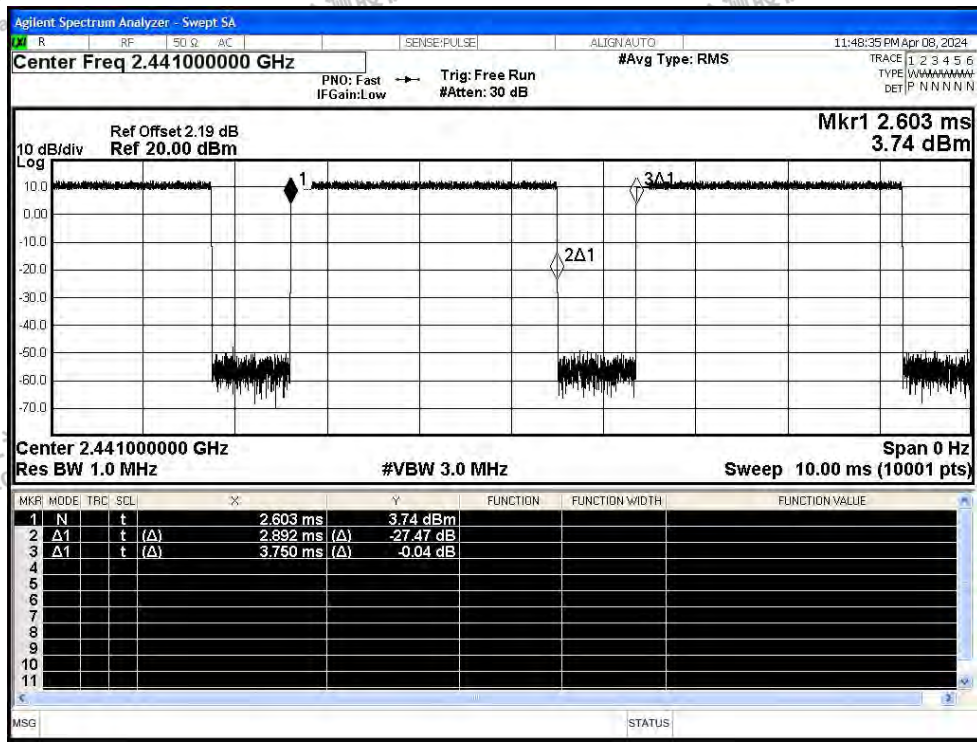 Agilent Spectrum Analyzer - Swept SA
LXI R RF 50 Ω AC SENSE:PULSE ALIGN AUTO 11:48:35 PM Apr 08, 2024
Center Freq 2.441000000 GHz #Avg Type: RMS TRACE 1 2 3 4 5 6
PNO: Fast Trig: Free Run TYPE WWWWWW
IFGain:Low #Atten: 30 dB DET P N N N N N
Mkr1 2.603 ms
Ref Offset 2.19 dB
10 dB/div Ref 20.00 dBm 3.74 dBm
Log
10.0
0.00
-10.0
-20.0
-30.0
-40.0
-50.0
-60.0
-70.0
1
3Δ1
2Δ1
Center 2.441000000 GHz Span 0 Hz
Res BW 1.0 MHz #VBW 3.0 MHz Sweep 10.00 ms (10001 pts)
MKR MODE TRC SCL X Y FUNCTION FUNCTION WIDTH FUNCTION VALUE
1 N t 2.603 ms 3.74 dBm
2 Δ1 t (Δ) 2.892 ms (Δ) -27.47 dB
3 Δ1 t (Δ) 3.750 ms (Δ) -0.04 dB
4
5
6
7
8
9
10
11
MSG STATUS